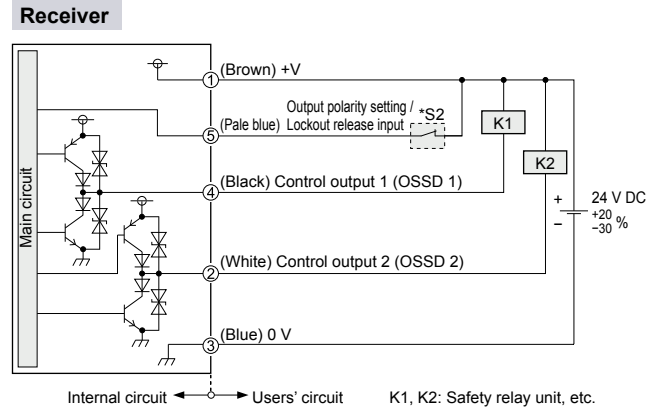 Receiver
① (Brown) +V
Output polarity setting /
⑤ (Pale blue) Lockout release input
*S2
K1
K2
④ (Black) Control output 1 (OSSD 1)
Main circuit
+
−
24 V DC
+20
−30 %
② (White) Control output 2 (OSSD 2)
③ (Blue) 0 V
Internal circuit
Users' circuit
K1, K2: Safety relay unit, etc.